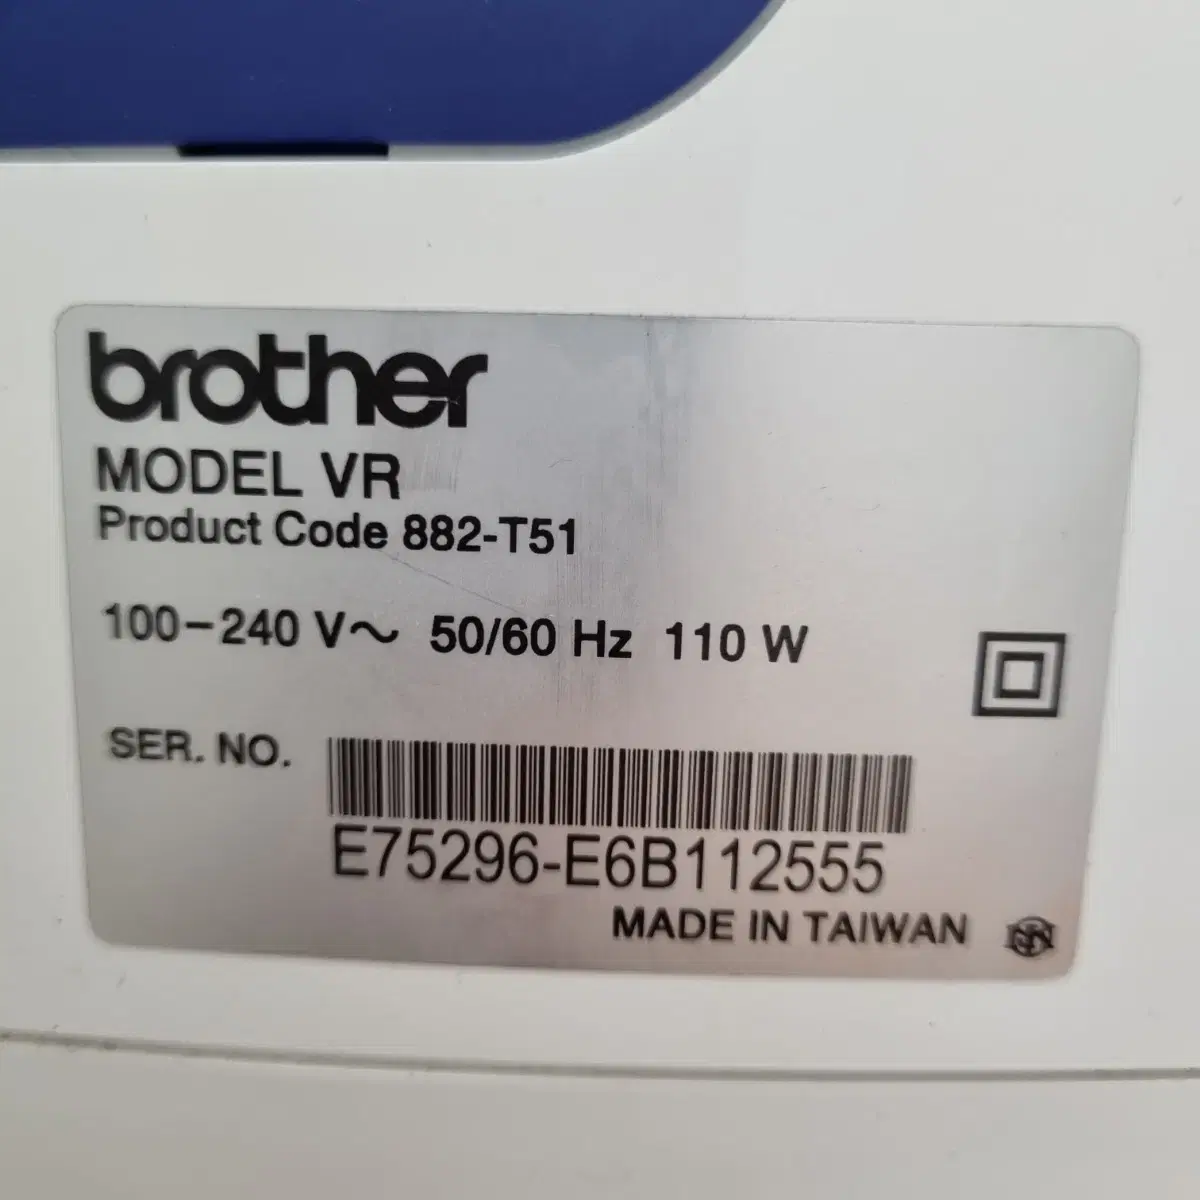 brother
MODEL VR
Product Code 882-T51
100-240 V~ 50/60 Hz 110 W
SER. NO.
E75296-E6B112555
MADE IN TAIWAN